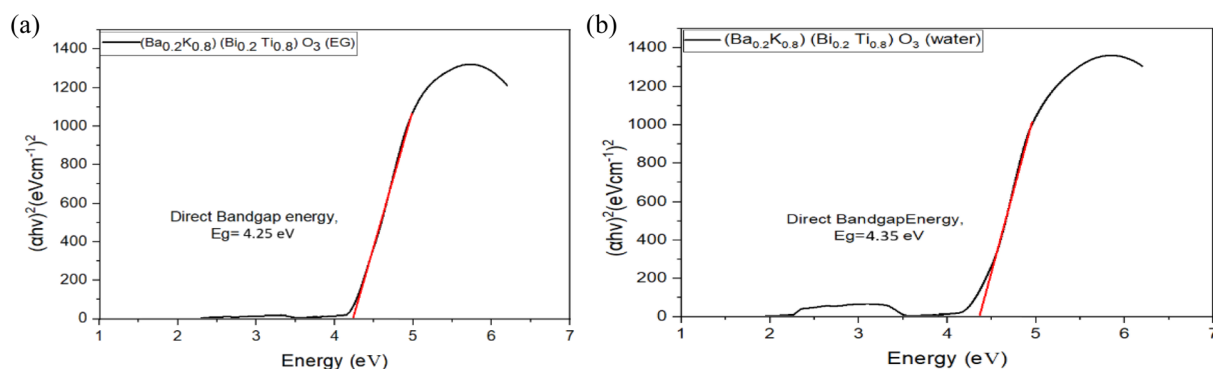 (a)
(Ba₀.₂K₀.₈) (Bi₀.₂ Ti₀.₈) O₃ (EG)
1400
1200
1000
800
600
400
200
0
(αhν)²(eVcm⁻¹)²
Direct Bandgap energy,
Eg= 4.25 eV
1 2 3 4 5 6 7
Energy (eV)
(b)
(Ba₀.₂K₀.₈) (Bi₀.₂ Ti₀.₈) O₃ (water)
1400
1200
1000
800
600
400
200
0
(αhν)²(eVcm⁻¹)²
Direct BandgapEnergy,
Eg=4.35 eV
1 2 3 4 5 6 7
Energy (eV)